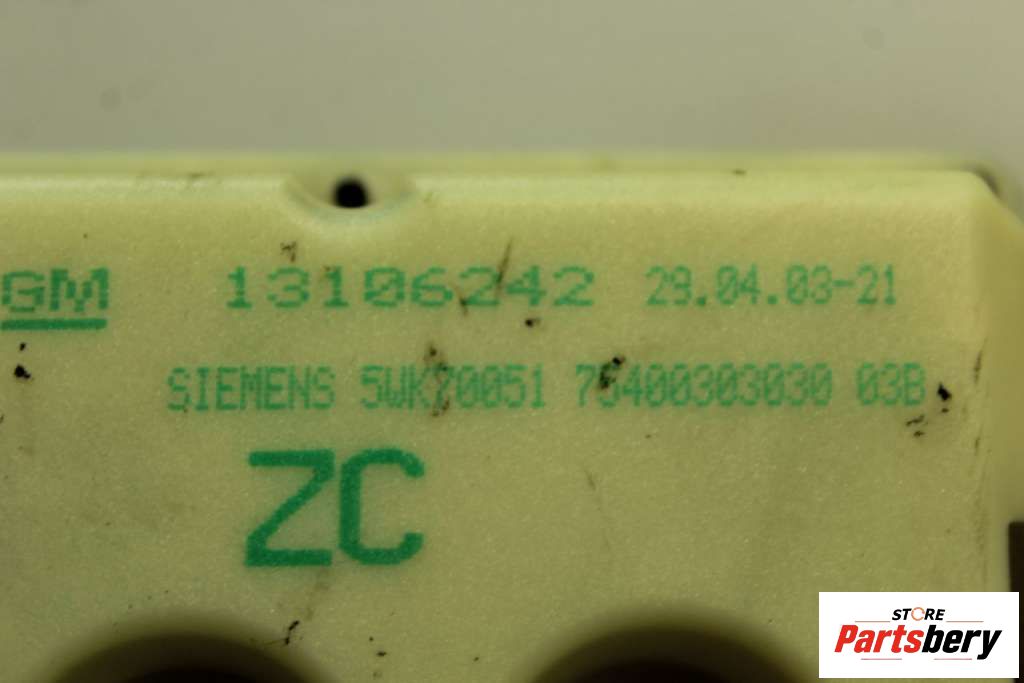 GM 13106242 29.04.03-21
SIEMENS 5WK70051 75400303030 03B
ZC
STORE
Partsbery